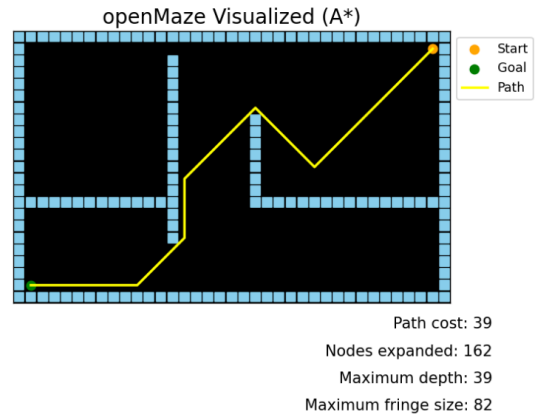 openMaze Visualized (A*)
Start
Goal
Path
Path cost: 39
Nodes expanded: 162
Maximum depth: 39
Maximum fringe size: 82